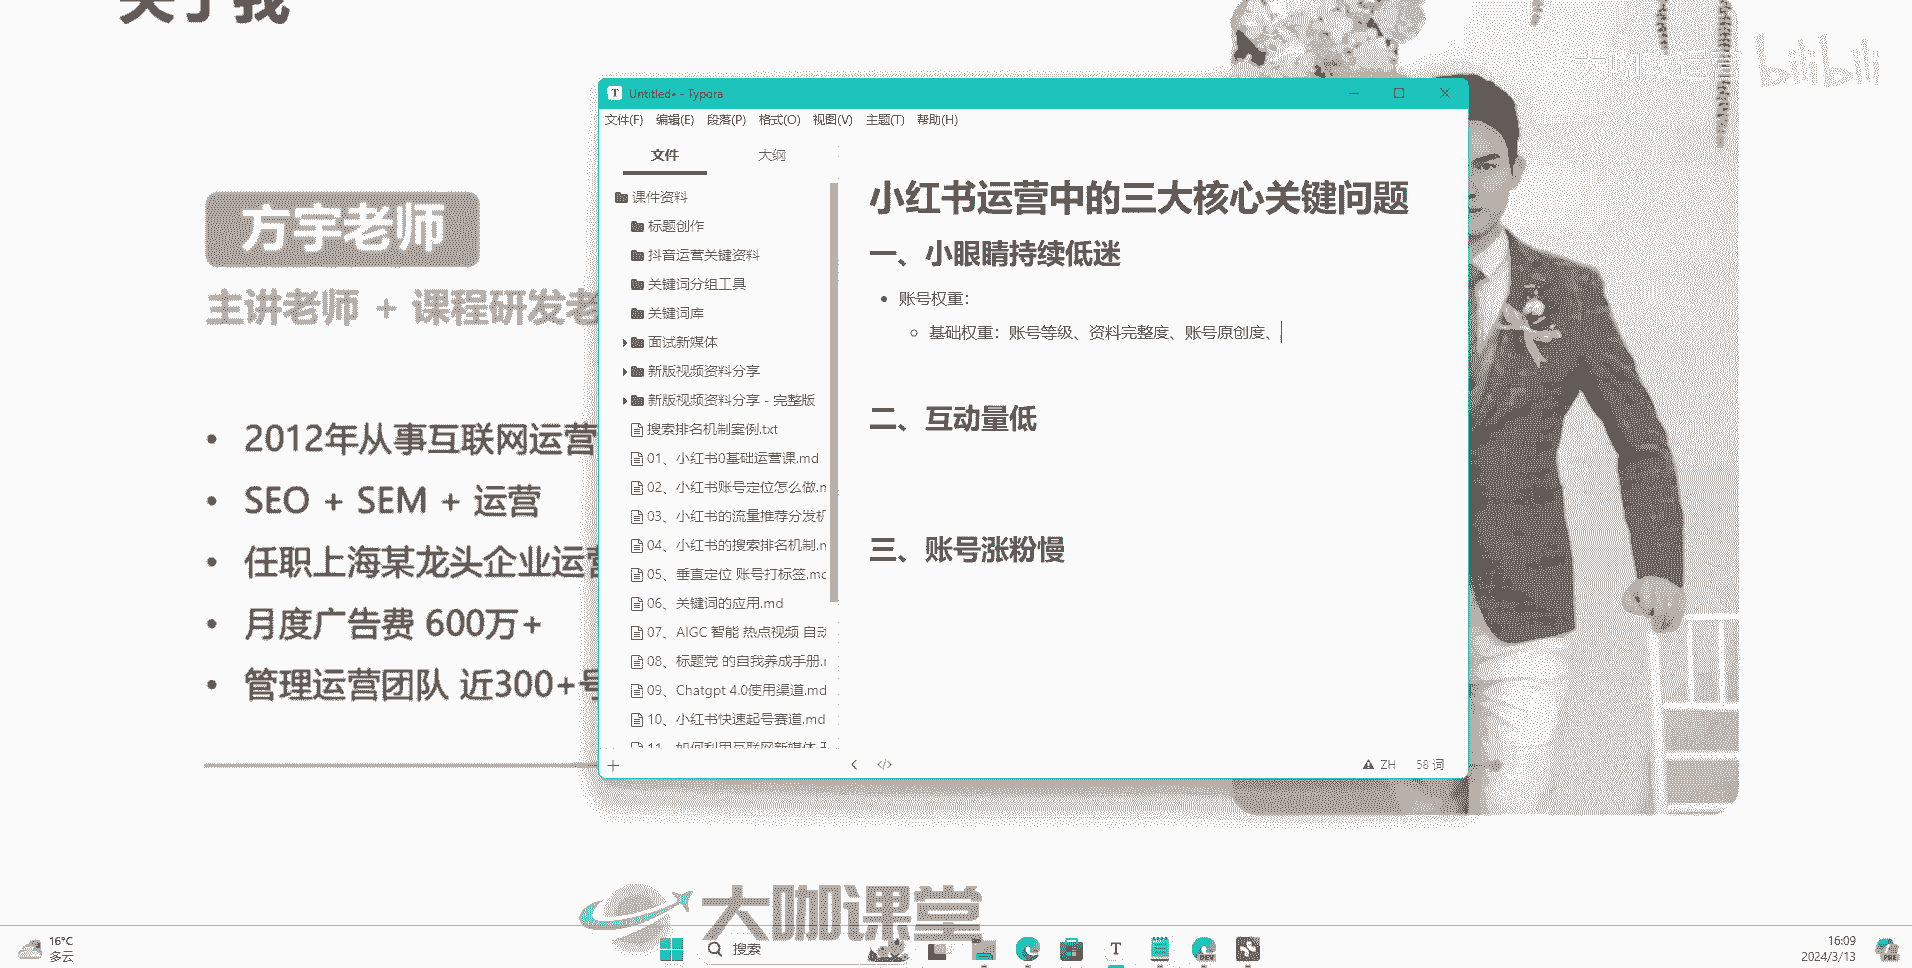 关于我
bilibili
方宇老师
主讲老师 + 课程研发老
2012年从事互联网运营
SEO + SEM + 运营
任职上海某龙头企业运营
月度广告费 600万+
管理运营团队 近300+号
Untitled• - Typora
文件(F) 编辑(E) 段落(P) 格式(O) 视图(V) 主题(T) 帮助(H)
文件 大纲
课件资料
标题创作
抖音运营关键资料
关键词分组工具
关键词库
面试新媒体
新版视频资料分享
新版视频资料分享 - 完整版
搜索排名机制案例.txt
01、小红书0基础运营课.md
02、小红书账号定位怎么做.m
03、小红书的流量推荐分发机
04、小红书的搜索排名机制.m
05、垂直定位 账号打标签.mc
06、关键词的应用.md
07、AIGC 智能 热点视频 自动
08、标题党 的自我养成手册.r
09、Chatgpt 4.0使用渠道.md
10、小红书快速起号赛道.md
11、如何利用互联网新媒体
小红书运营中的三大核心关键问题
一、小眼睛持续低迷
账号权重：
基础权重：账号等级、资料完整度、账号原创度、
二、互动量低
三、账号涨粉慢
</> ZH 58 词
大咖课堂
16°C
多云
搜索
16:09
2024/3/13